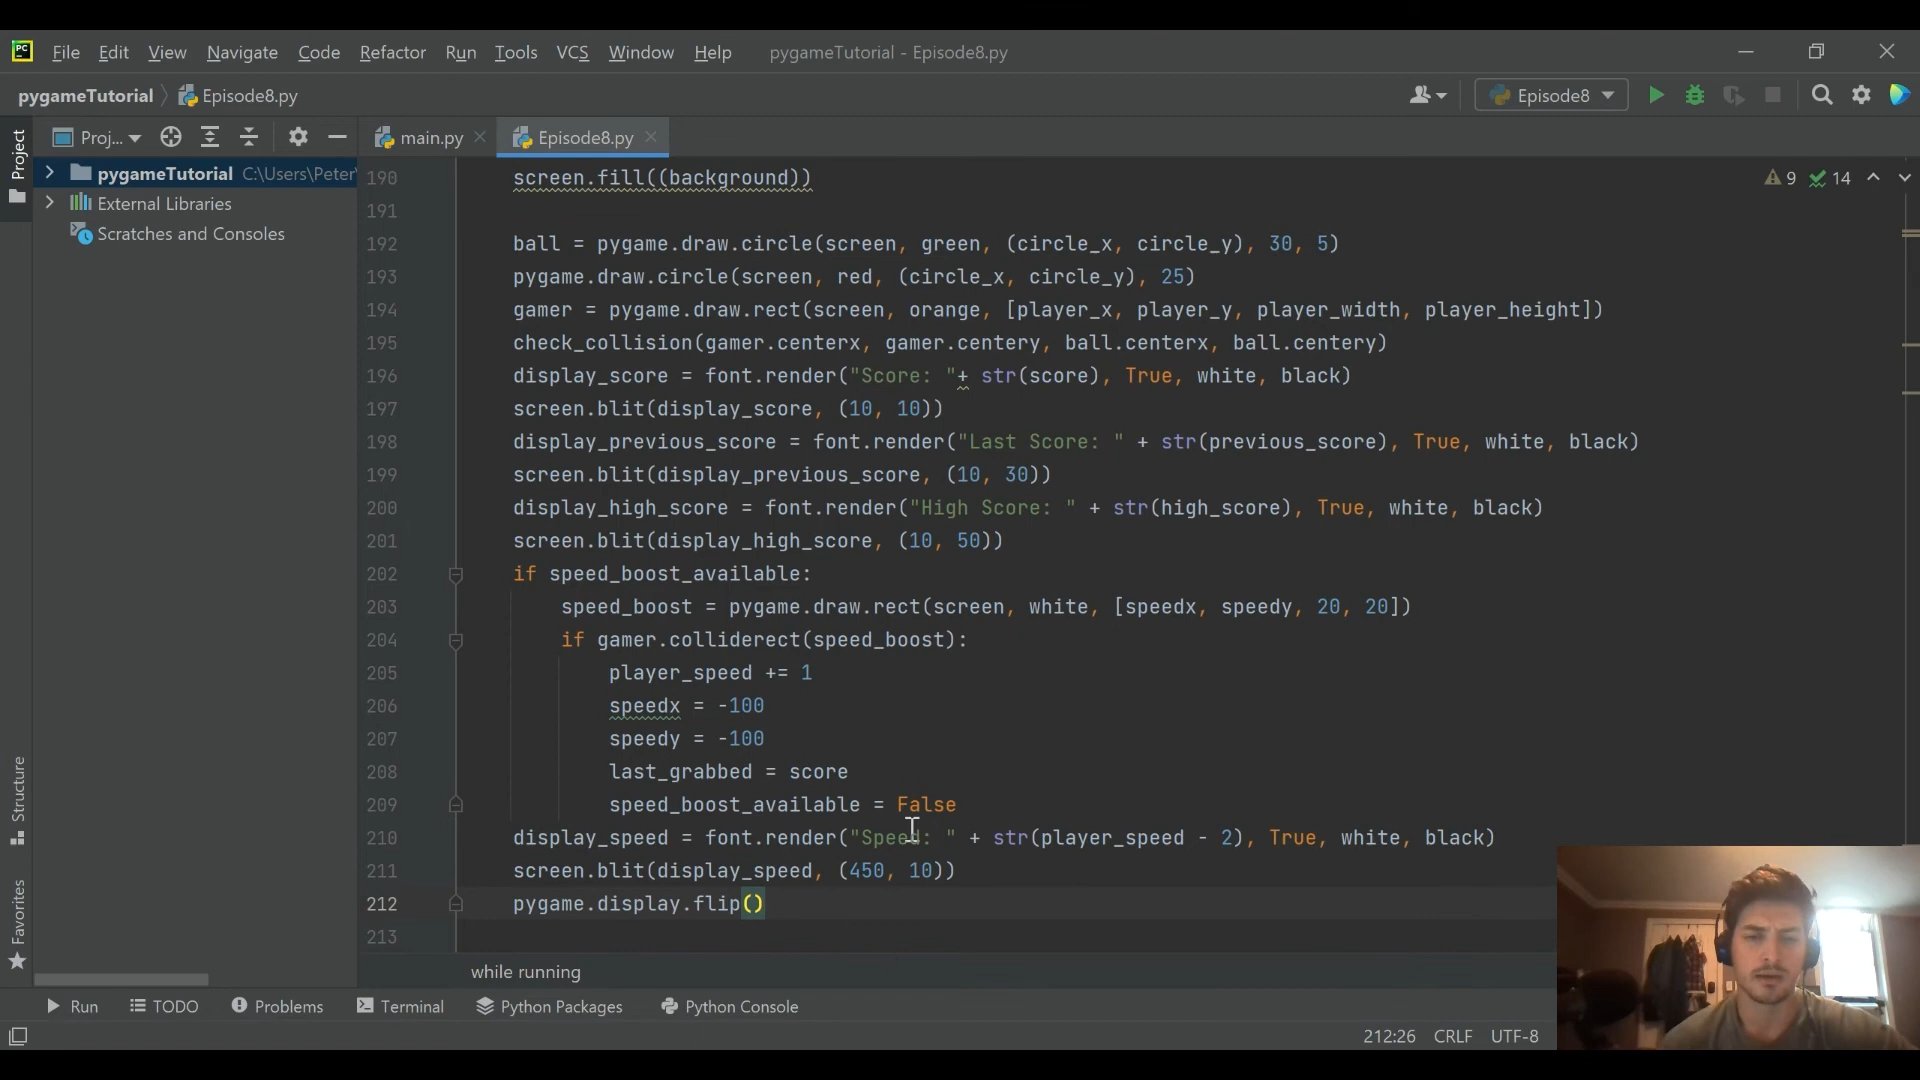 PC File Edit View Navigate Code Refactor Run Tools VCS Window Help pygameTutorial - Episode8.py
pygameTutorial Episode8.py Episode8
Proj... main.py Episode8.py
Project
pygameTutorial C:\Users\Peter
External Libraries
Scratches and Consoles
Structure
Favorites
9 14
190 screen.fill((background))
191
192 ball = pygame.draw.circle(screen, green, (circle_x, circle_y), 30, 5)
193 pygame.draw.circle(screen, red, (circle_x, circle_y), 25)
194 gamer = pygame.draw.rect(screen, orange, [player_x, player_y, player_width, player_height])
195 check_collision(gamer.centerx, gamer.centery, ball.centerx, ball.centery)
196 display_score = font.render("Score: "+ str(score), True, white, black)
197 screen.blit(display_score, (10, 10))
198 display_previous_score = font.render("Last Score: " + str(previous_score), True, white, black)
199 screen.blit(display_previous_score, (10, 30))
200 display_high_score = font.render("High Score: " + str(high_score), True, white, black)
201 screen.blit(display_high_score, (10, 50))
202 if speed_boost_available:
203 speed_boost = pygame.draw.rect(screen, white, [speedx, speedy, 20, 20])
204 if gamer.colliderect(speed_boost):
205 player_speed += 1
206 speedx = -100
207 speedy = -100
208 last_grabbed = score
209 speed_boost_available = False
210 display_speed = font.render("Speed: " + str(player_speed - 2), True, white, black)
211 screen.blit(display_speed, (450, 10))
212 pygame.display.flip()
213
while running
Run TODO Problems Terminal Python Packages Python Console
212:26 CRLF UTF-8